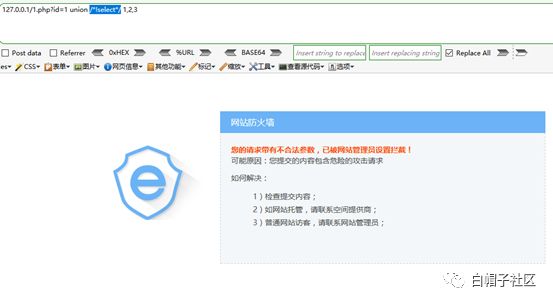 127.0.0.1/1.php?id=1 union /*!select*/ 1,2,3
Post data Referrer 0xHEX %URL BASE64 Insert string to replace Insert replacing string Replace All
es CSS 表单 图片 网页信息 其他功能 标记 缩放 工具 查看源代码 选项
网站防火墙
您的请求带有不合法参数，已被网站管理员设置拦截！
可能原因：您提交的内容包含危险的攻击请求
如何解决：
1）检查提交内容；
2）如网站托管，请联系空间提供商；
3）普通网站访客，请联系网站管理员；
白帽子社区